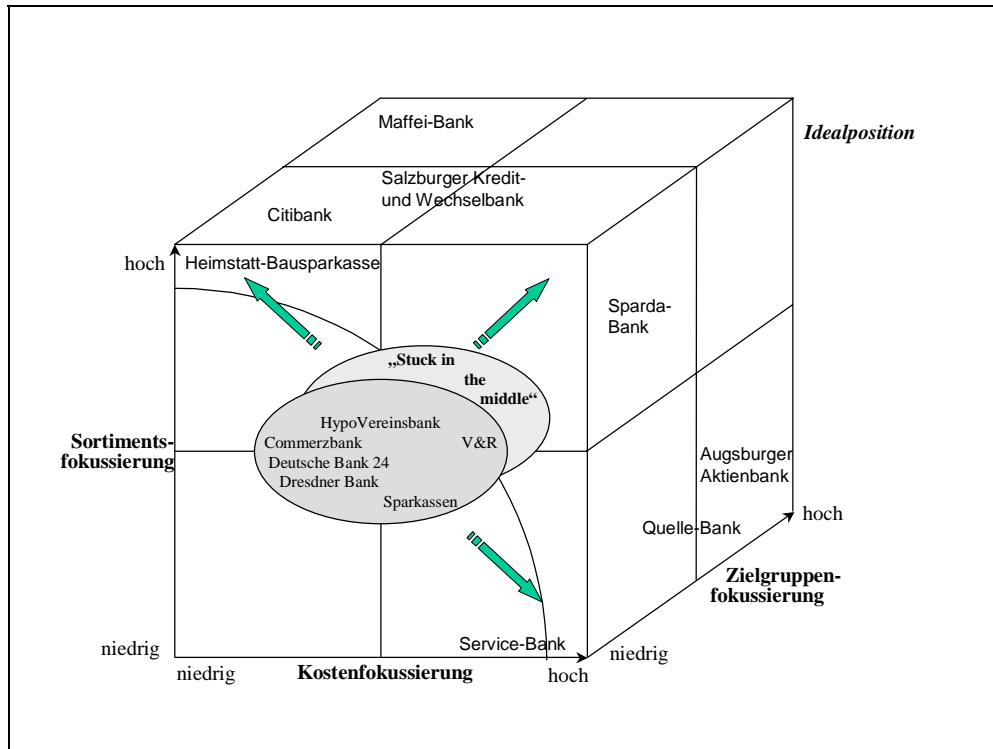 Maffei-Bank
Idealposition
Salzburger Kredit-
und Wechselbank
Citibank
hoch
Heimstatt-Bausparkasse
Sparda-
Bank
„Stuck in
the
middle“
HypoVereinsbank
Commerzbank
V&R
Deutsche Bank 24
Dresdner Bank
Sparkassen
Sortiments-
fokussierung
Augsburger
Aktienbank
Quelle-Bank
hoch
Zielgruppen-
fokussierung
Service-Bank
niedrig
niedrig
niedrig
Kostenfokussierung
hoch